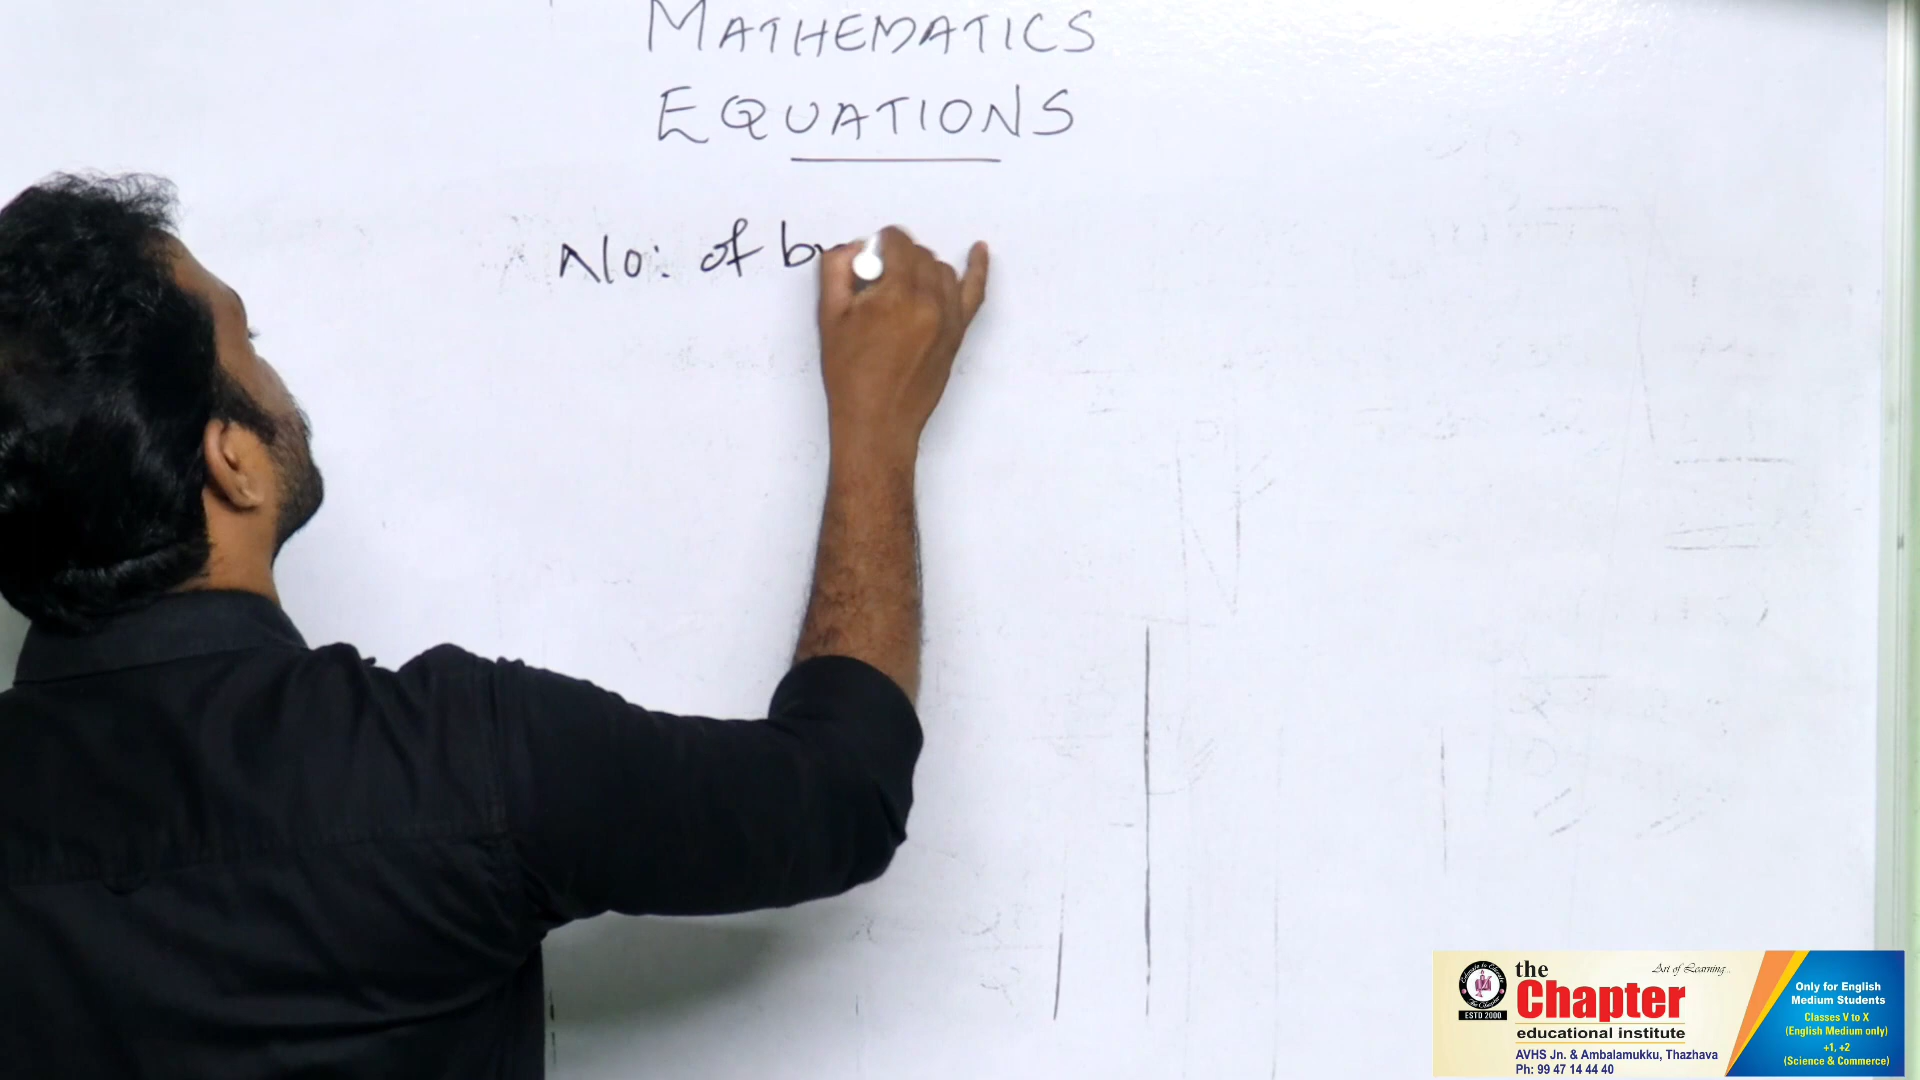 MATHEMATICS
EQUATIONS
No: of
the
Chapter
educational institute
AVHS Jn. & Ambalamukku, Thazhava
Ph: 99 47 14 44 40
ESTD 2000
Art of Learning..
Only for English
Medium Students
Classes V to X
(English Medium only)
+1, +2
(Science & Commerce)